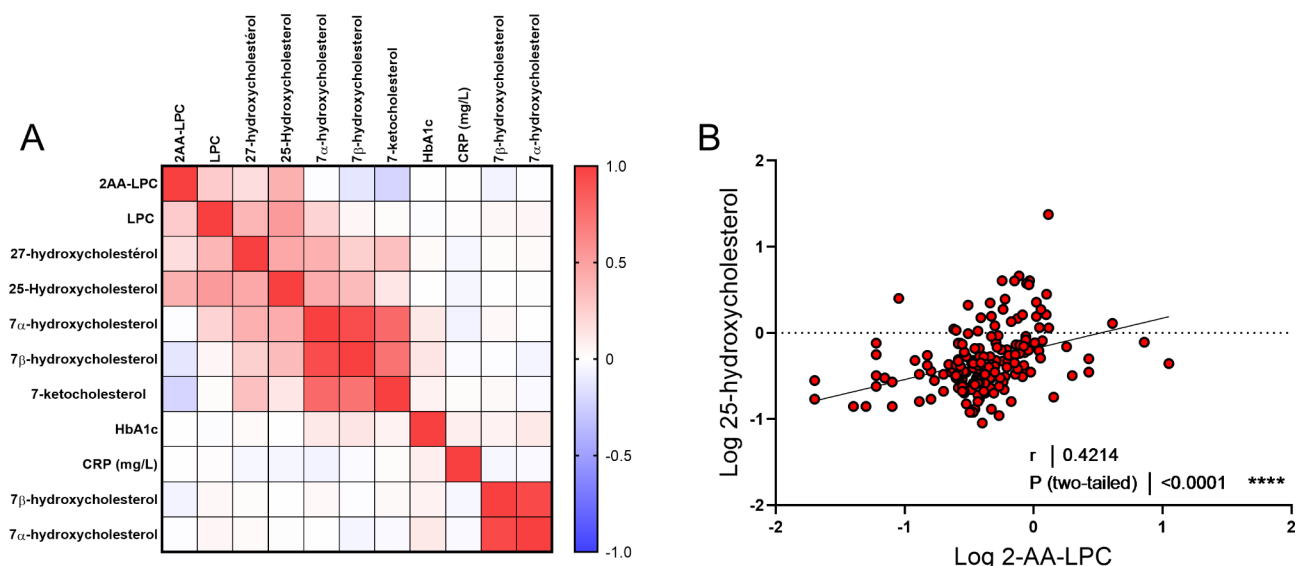 A
2AA-LPC
LPC
27-hydroxycholestérol
25-Hydroxycholesterol
7α-hydroxycholesterol
7β-hydroxycholesterol
7-ketocholesterol
HbA1c
CRP (mg/L)
7β-hydroxycholesterol
7α-hydroxycholesterol
2AA-LPC
LPC
27-hydroxycholestérol
25-Hydroxycholesterol
7α-hydroxycholesterol
7β-hydroxycholesterol
7-ketocholesterol
HbA1c
CRP (mg/L)
7β-hydroxycholesterol
7α-hydroxycholesterol
1.0
0.5
0
-0.5
-1.0
B
Log 25-hydroxycholesterol
2
1
0
-1
-2
r | 0.4214
P (two-tailed) | <0.0001 ****
-2 -1 0 1 2
Log 2-AA-LPC